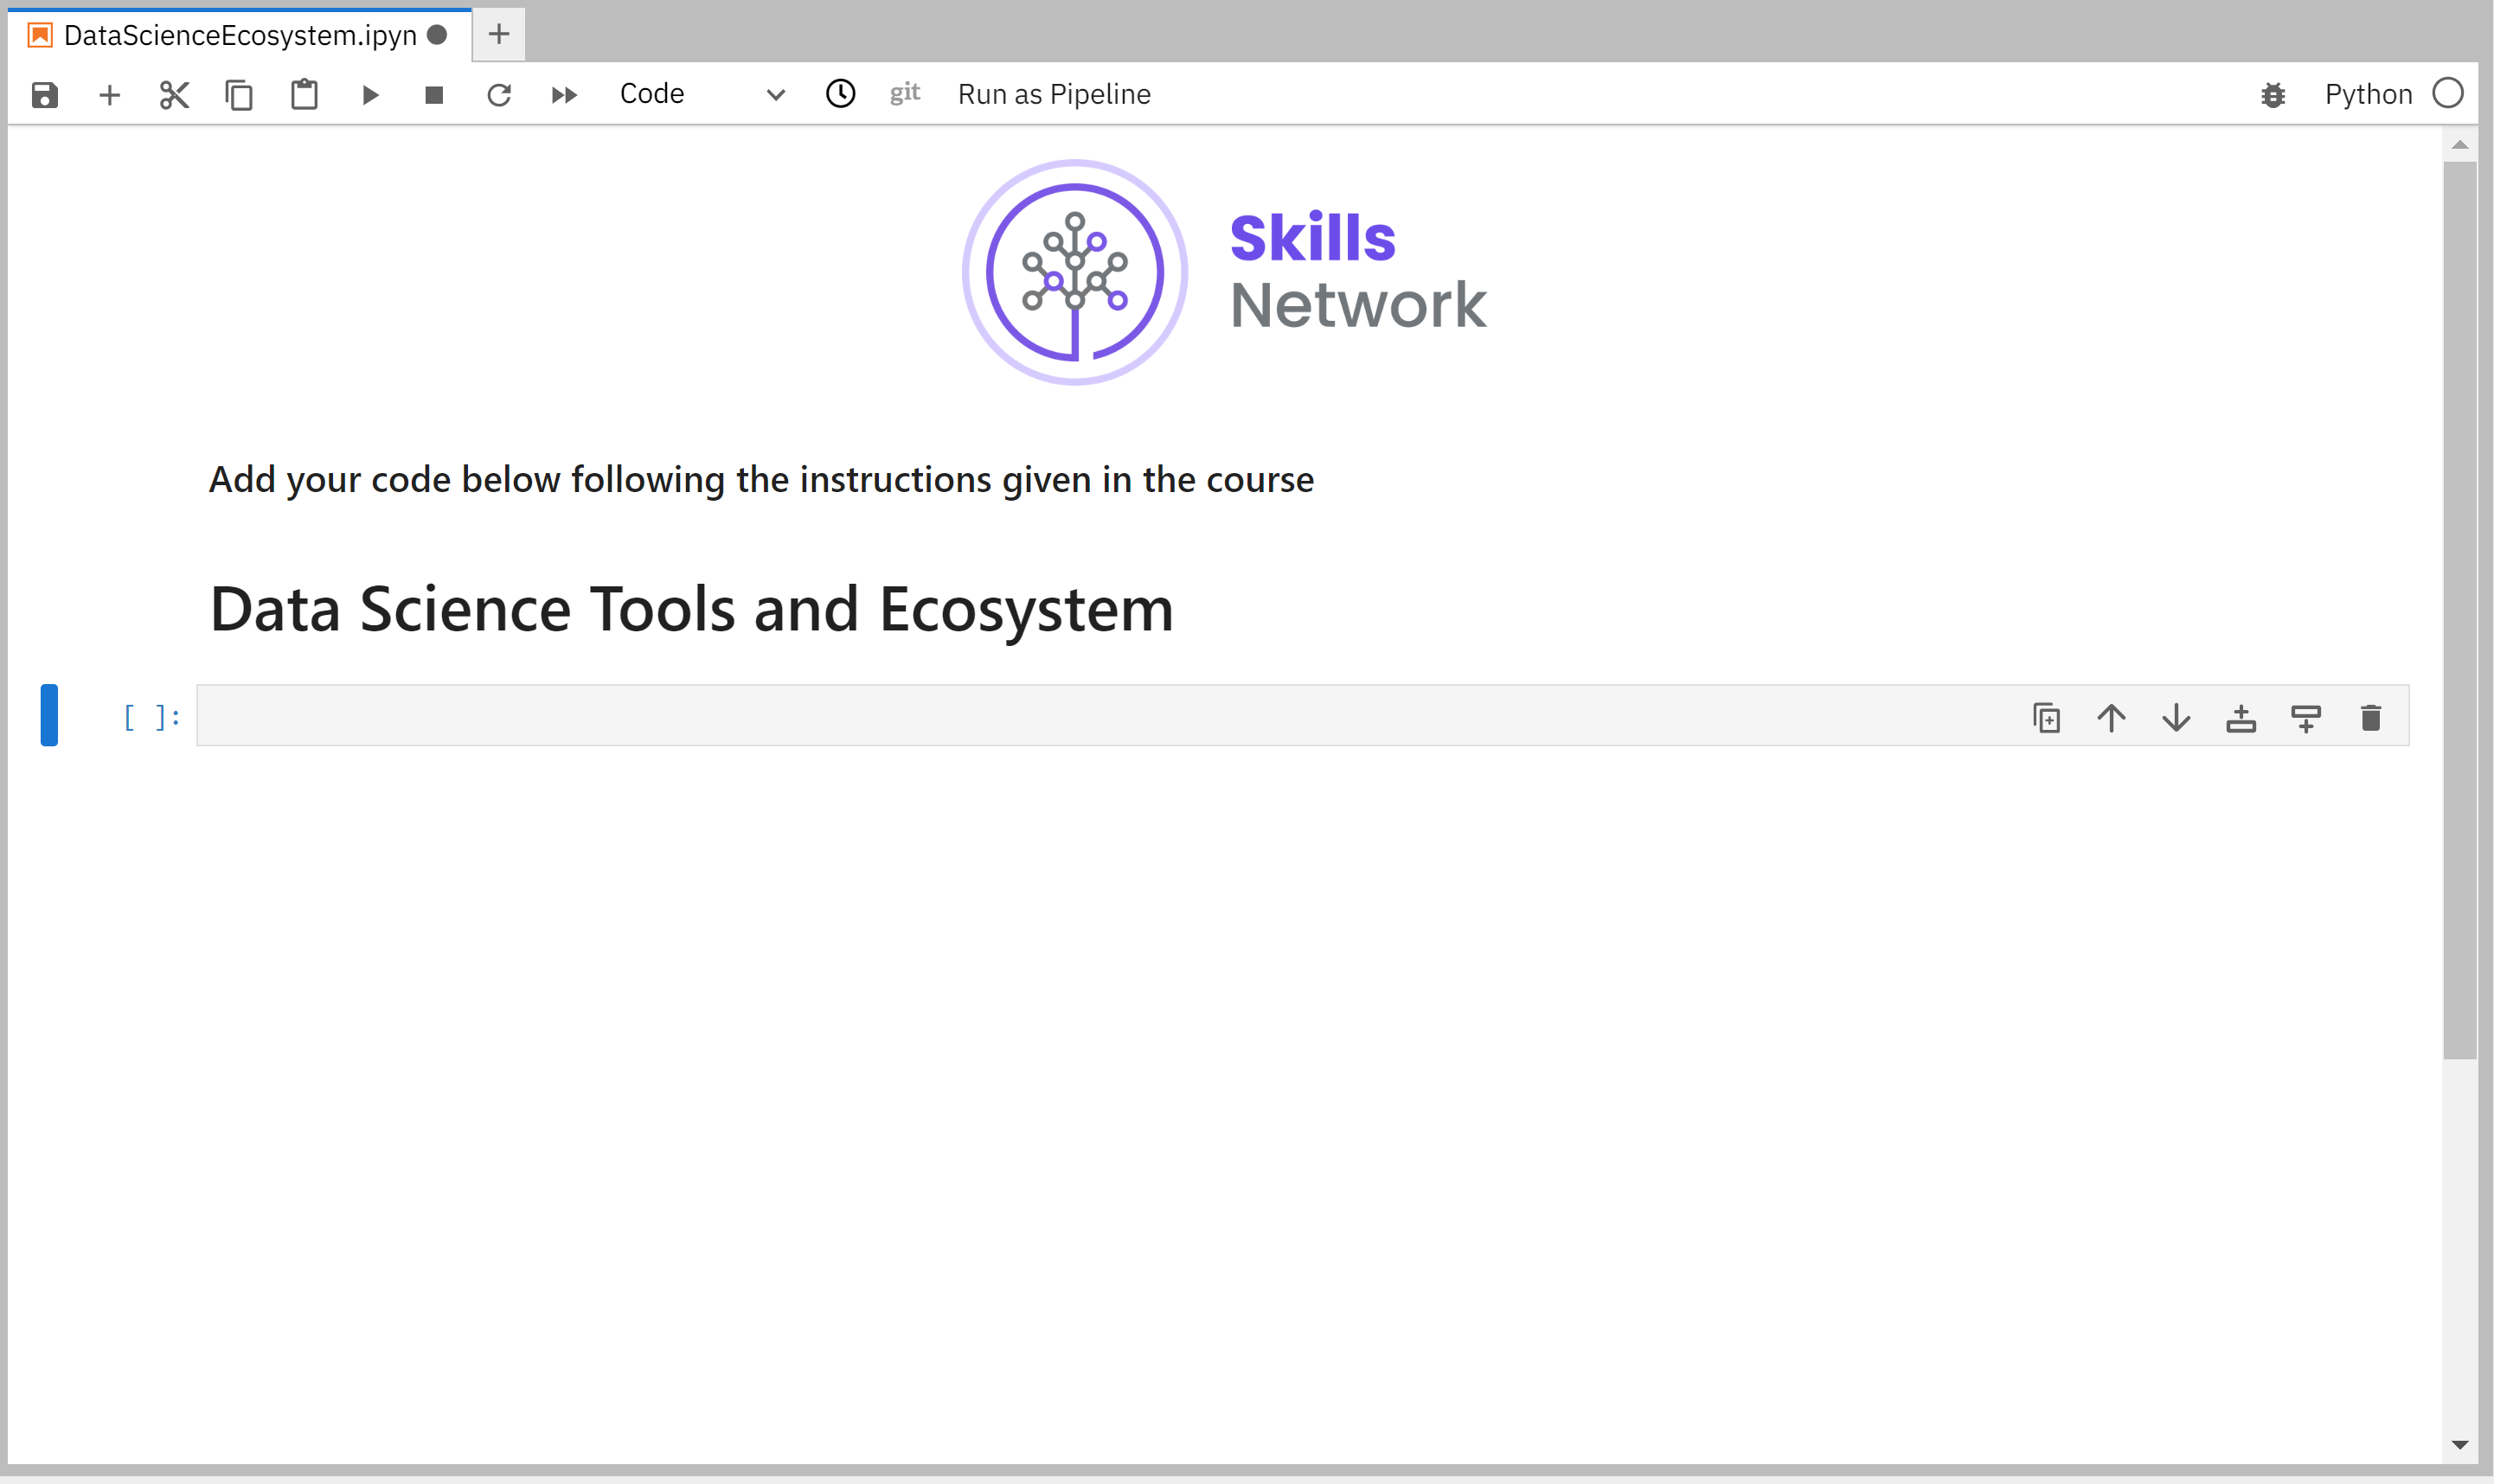 DataScienceEcosystem.ipyn
Code git Run as Pipeline Python
Skills
Network
Add your code below following the instructions given in the course
Data Science Tools and Ecosystem
[ ]: